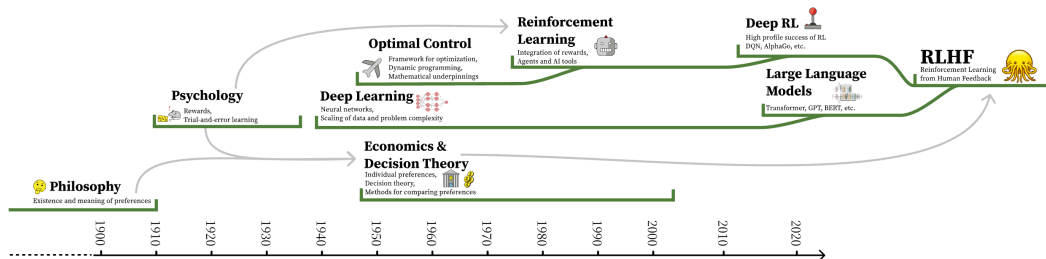 Reinforcement
Learning
Integration of rewards,
Agents and AI tools
Deep RL
High profile success of RL
DQN, AlphaGo, etc.
Optimal Control
Framework for optimization,
Dynamic programming,
Mathematical underpinnings
RLHF
Reinforcement Learning
from Human Feedback
Large Language
Models
Transformer, GPT, BERT, etc.
Psychology
Rewards,
Trial-and-error learning
Deep Learning
Neural networks,
Scaling of data and problem complexity
Economics &
Decision Theory
Individual preferences,
Decision theory,
Methods for comparing preferences
Philosophy
Existence and meaning of preferences
1900
1910
1920
1930
1940
1950
1960
1970
1980
1990
2000
2010
2020